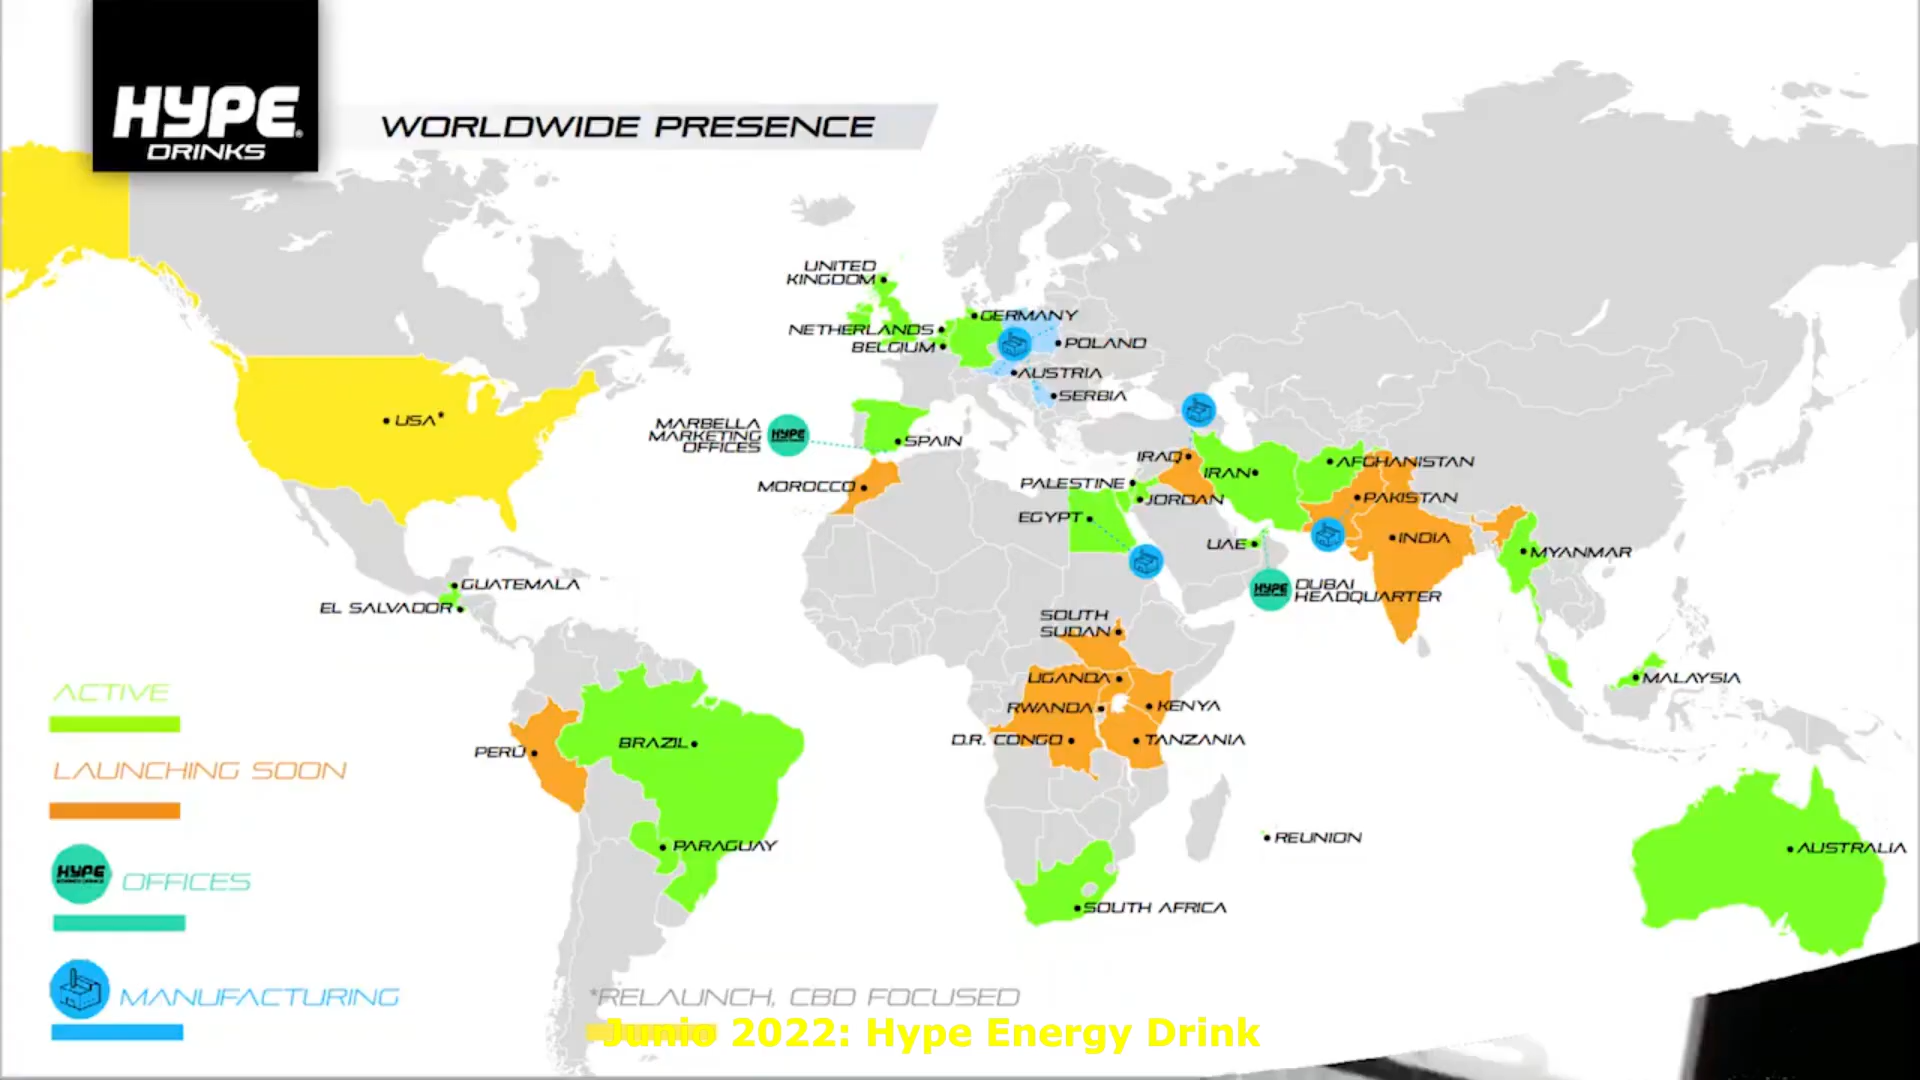 HYPE
DRINKS
WORLDWIDE PRESENCE
UNITED
KINGDOM
NETHERLANDS
BELGIUM
GERMANY
POLAND
AUSTRIA
SERBIA
USA*
MARBELLA
MARKETING
OFFICES
HYPE
SPAIN
MOROCCO
IRAQ
IRAN
AFGHANISTAN
PALESTINE
JORDAN
PAKISTAN
EGYPT
UAE
INDIA
MYANMAR
HYPE
DUBAI
HEADQUARTER
GUATEMALA
EL SALVADOR
SOUTH
SUDAN
UGANDA
RWANDA
KENYA
D.R. CONGO
TANZANIA
MALAYSIA
PERÚ
BRAZIL
PARAGUAY
REUNION
AUSTRALIA
SOUTH AFRICA
ACTIVE
LAUNCHING SOON
HYPE
OFFICES
MANUFACTURING
*RELAUNCH, CBD FOCUSED
Junio 2022: Hype Energy Drink